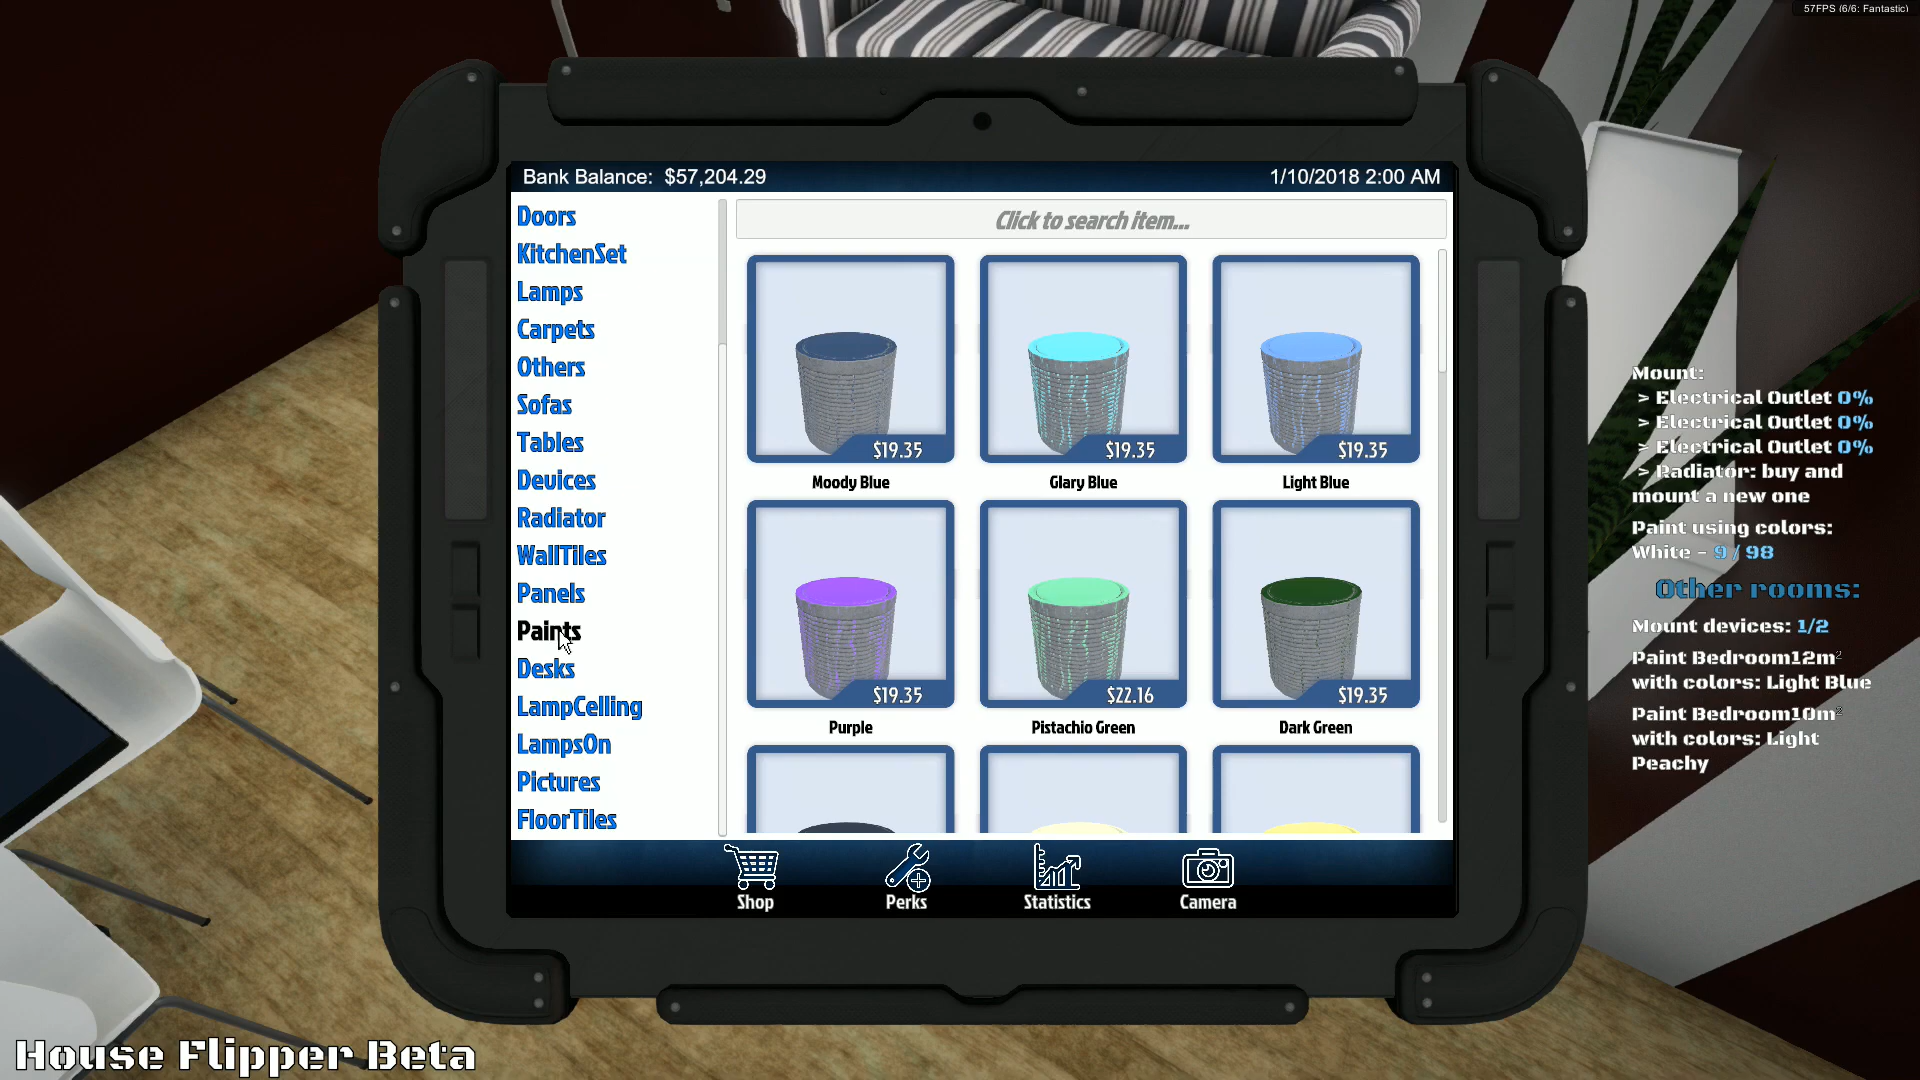 57FPS (6/6: Fantastic)
Bank Balance: $57,204.29
1/10/2018 2:00 AM
Doors
KitchenSet
Lamps
Carpets
Others
Sofas
Tables
Devices
Radiator
WallTiles
Panels
Paints
Desks
LampCelling
LampsOn
Pictures
FloorTiles
Click to search item...
$19.35
$19.35
$19.35
Moody Blue
Glary Blue
Light Blue
$19.35
$22.16
$19.35
Purple
Pistachio Green
Dark Green
Shop
Perks
Statistics
Camera
Mount:
> Electrical Outlet 0%
> Electrical Outlet 0%
> Electrical Outlet 0%
> Radiator: buy and
mount a new one
Paint using colors:
White - 9 / 98
Other rooms:
Mount devices: 1/2
Paint Bedroom12m²
with colors: Light Blue
Paint Bedroom10m²
with colors: Light
Peachy
House Flipper Beta